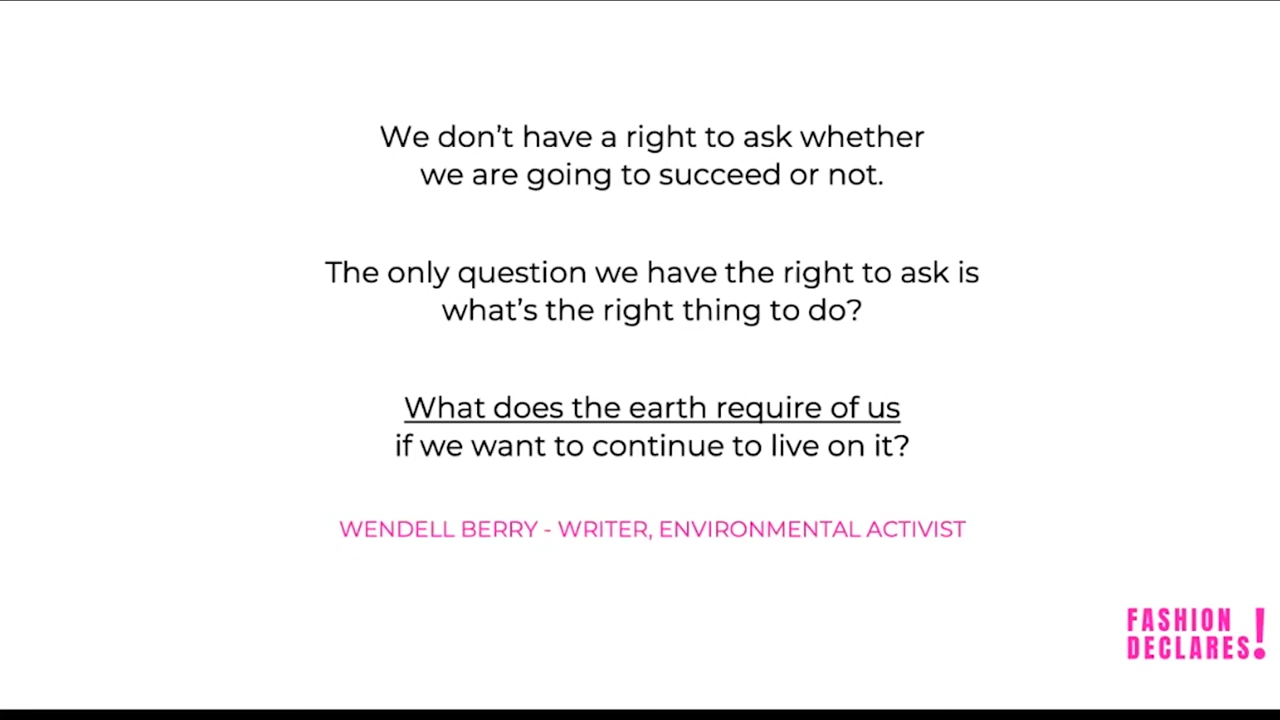 We don’t have a right to ask whether
we are going to succeed or not.
The only question we have the right to ask is
what’s the right thing to do?
What does the earth require of us
if we want to continue to live on it?
WENDELL BERRY - WRITER, ENVIRONMENTAL ACTIVIST
FASHION
DECLARES!